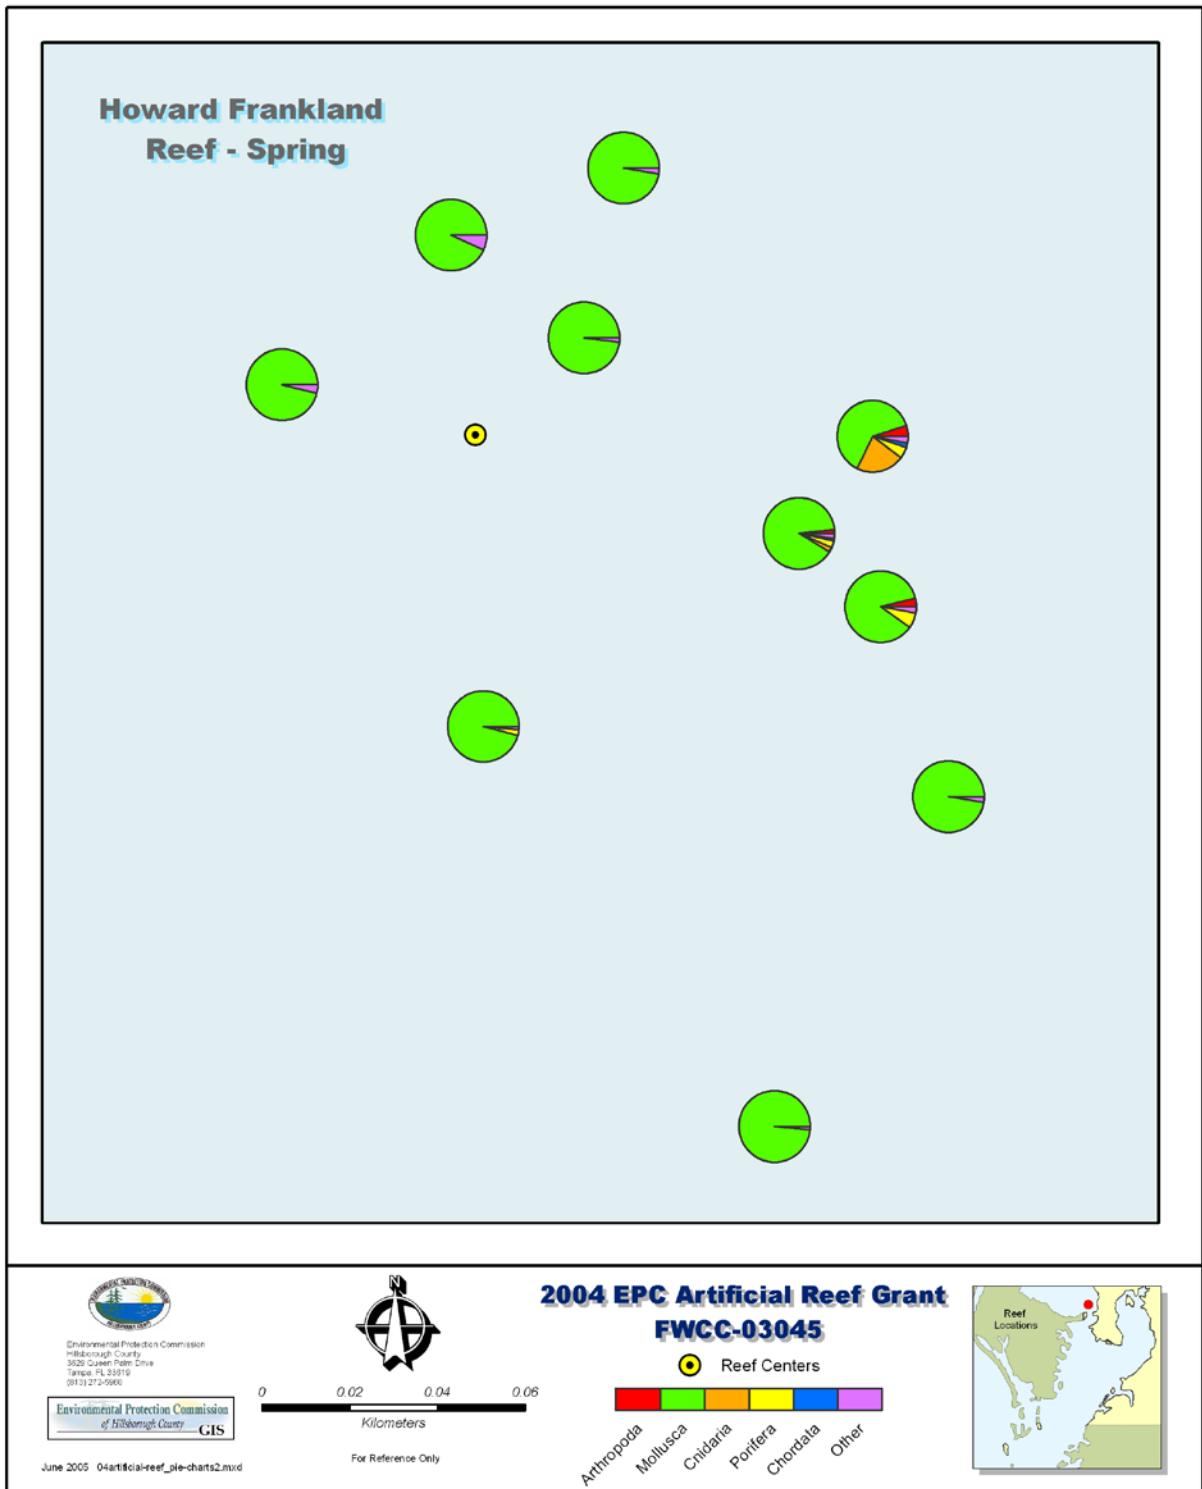 Howard Frankland
Reef - Spring
Environmental Protection Commission
Hillsborough County
3629 Queen Palm Drive
Tampa, FL 33619
(813) 272-5960
Environmental Protection Commission
of Hillsborough County
GIS
June 2005 04artificial-reef_pie-charts2.mxd
N
0 0.02 0.04 0.06
Kilometers
For Reference Only
2004 EPC Artificial Reef Grant
FWCC-03045
Reef Centers
Arthropoda
Mollusca
Cnidaria
Porifera
Chordata
Other
Reef
Locations